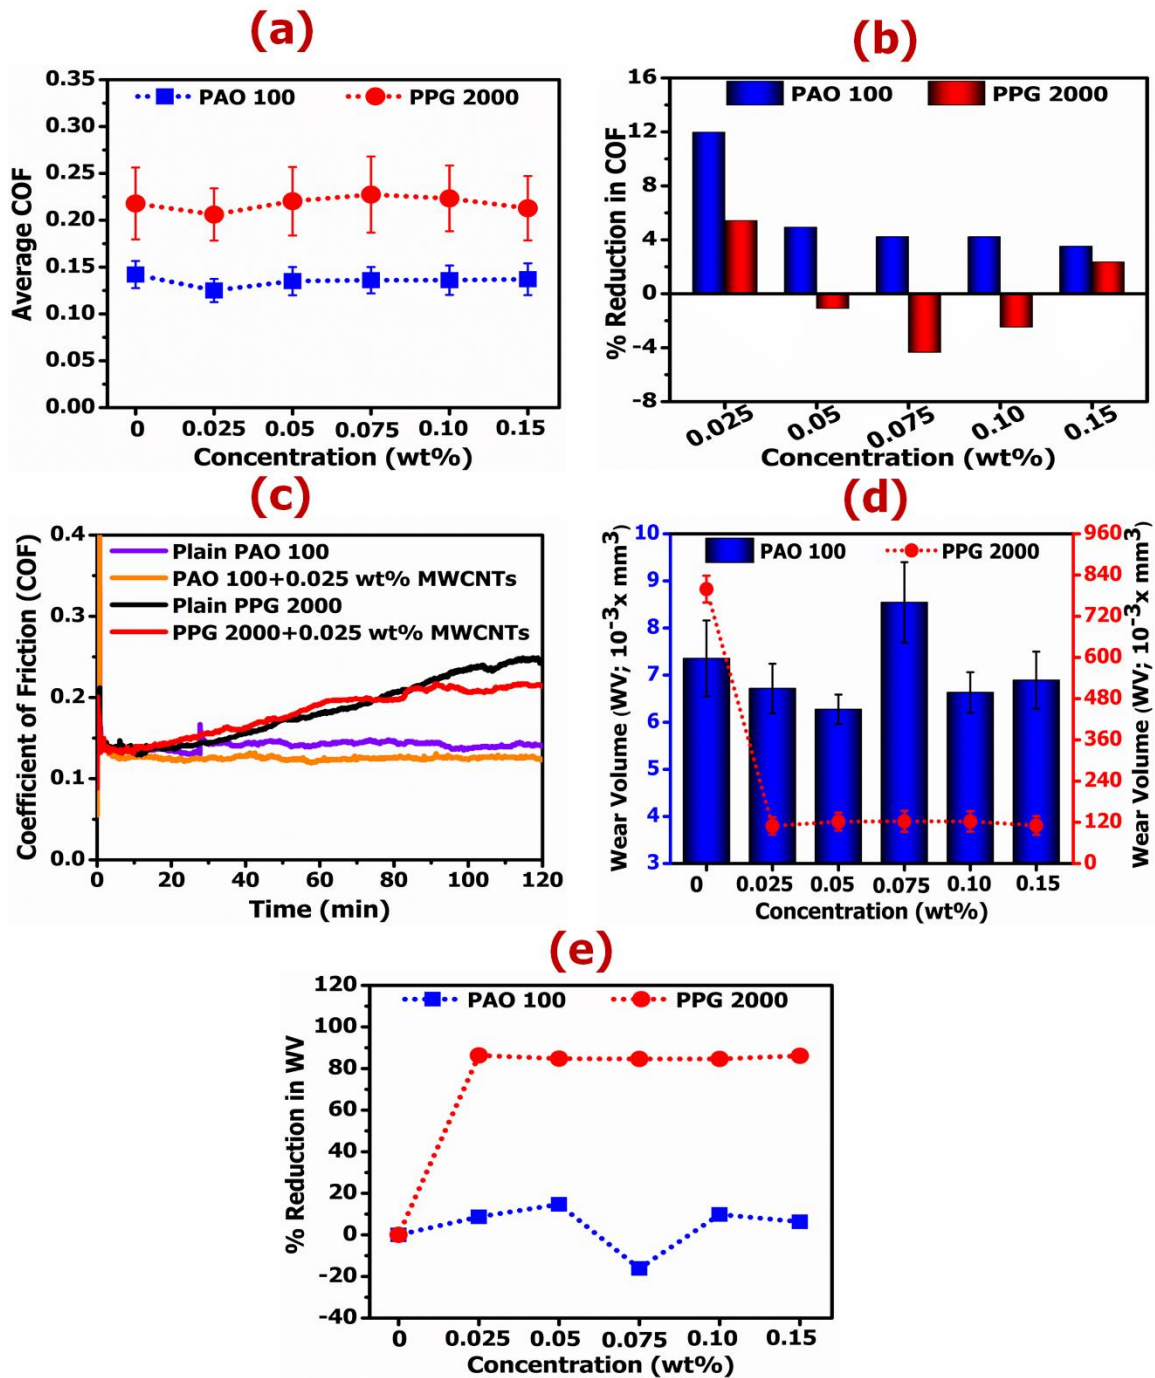 (a)
PAO 100 PPG 2000
0.35
0.30
0.25
0.20
0.15
0.10
0.05
0.00
Average COF
0 0.025 0.05 0.075 0.10 0.15
Concentration (wt%)
(b)
PAO 100 PPG 2000
16
12
8
4
0
-4
-8
% Reduction in COF
0.025 0.05 0.075 0.10 0.15
Concentration (wt%)
(c)
Plain PAO 100
PAO 100+0.025 wt% MWCNTs
Plain PPG 2000
PPG 2000+0.025 wt% MWCNTs
0.4
0.3
0.2
0.1
0.0
Coefficient of Friction (COF)
0 20 40 60 80 100 120
Time (min)
(d)
PAO 100 PPG 2000
10
9
8
7
6
5
4
3
Wear Volume (WV; 10⁻³x mm³)
960
840
720
600
480
360
240
120
0
Wear Volume (WV; 10⁻³x mm³)
0 0.025 0.05 0.075 0.10 0.15
Concentration (wt%)
(e)
PAO 100 PPG 2000
120
100
80
60
40
20
0
-20
-40
% Reduction in WV
0 0.025 0.05 0.075 0.10 0.15
Concentration (wt%)